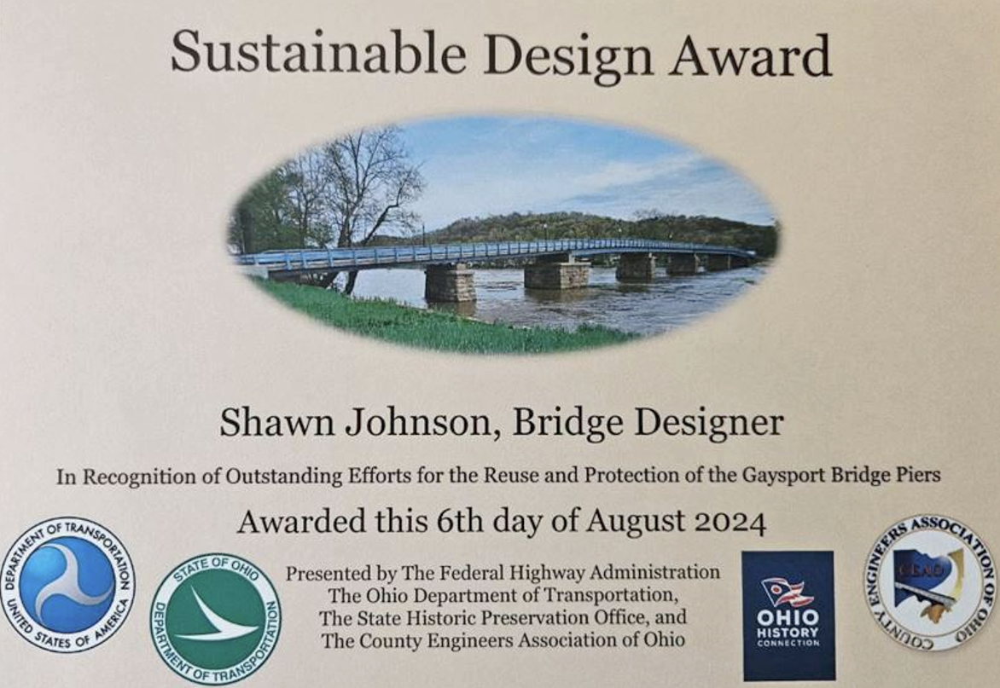 Sustainable Design Award
Shawn Johnson, Bridge Designer
In Recognition of Outstanding Efforts for the Reuse and Protection of the Gaysport Bridge Piers
Awarded this 6th day of August 2024
DEPARTMENT OF TRANSPORTATION
UNITED STATES OF AMERICA
STATE OF OHIO
DEPARTMENT OF TRANSPORTATION
Presented by The Federal Highway Administration
The Ohio Department of Transportation,
The State Historic Preservation Office, and
The County Engineers Association of Ohio
OHIO
HISTORY
CONNECTION
COUNTY ENGINEERS ASSOCIATION OF OHIO
CEAO